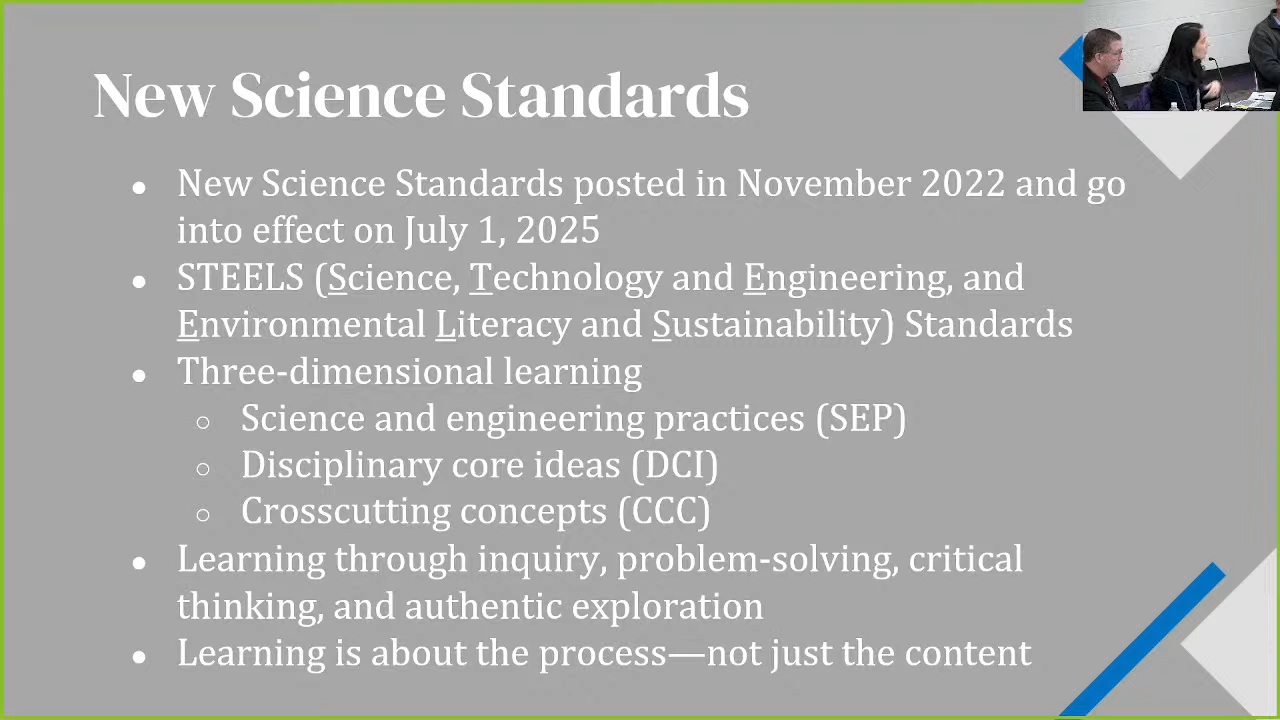 New Science Standards
● New Science Standards posted in November 2022 and go
into effect on July 1, 2025
● STEELS (Science, Technology and Engineering, and
Environmental Literacy and Sustainability) Standards
● Three-dimensional learning
○ Science and engineering practices (SEP)
○ Disciplinary core ideas (DCI)
○ Crosscutting concepts (CCC)
● Learning through inquiry, problem-solving, critical
thinking, and authentic exploration
● Learning is about the process—not just the content